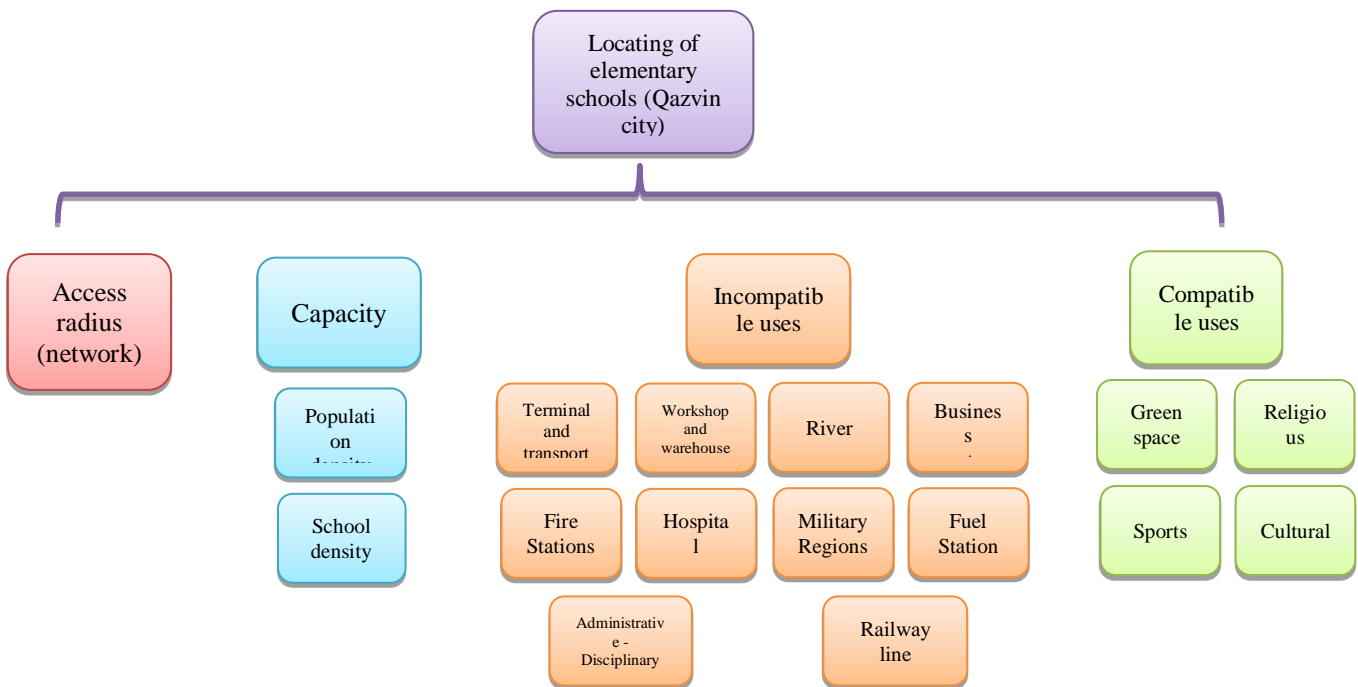 Locating of
elementary
schools (Qazvin
city)
Access
radius
(network)
Capacity
Incompatib
le uses
Compatib
le uses
Populati
on
density
School
density
Terminal
and
transport
Workshop
and
warehouse
River
Busines
s
Fire
Stations
Hospita
l
Military
Regions
Fuel
Station
Administrativ
e -
Disciplinary
Railway
line
Green
space
Religio
us
Sports
Cultural